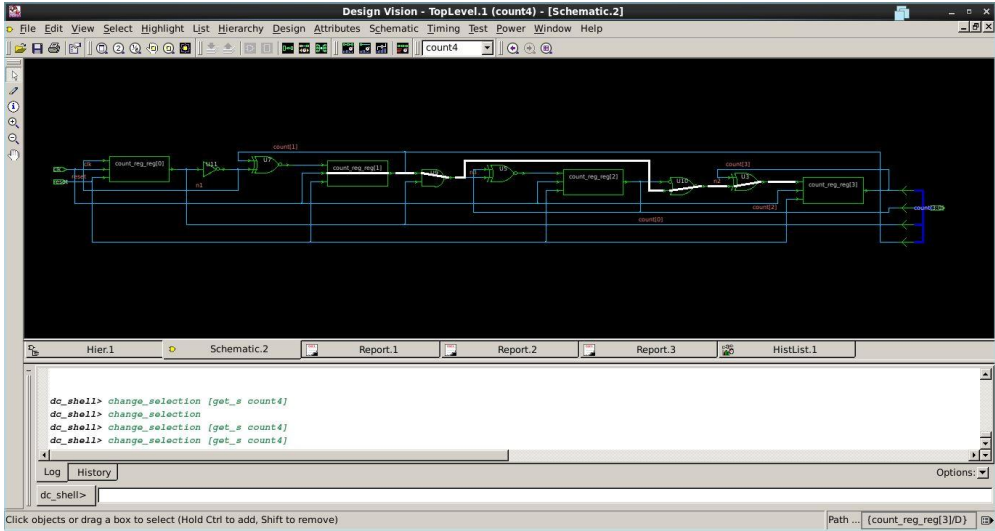 Design Vision - TopLevel.1 (count4) - [Schematic.2]
File Edit View Select Highlight List Hierarchy Design Attributes Schematic Timing Test Power Window Help
count4
count[1]
count_reg_reg[0]
U11
U7
clk
reset
n1
count_reg_reg[1]
U5
count_reg_reg[2]
U10
n2
count[3]
U3
count_reg_reg[3]
count[2]
count[0]
Hier.1 Schematic.2 Report.1 Report.2 Report.3 HistList.1
dc_shell> change_selection [get_s count4]
dc_shell> change_selection
dc_shell> change_selection [get_s count4]
dc_shell> change_selection [get_s count4]
Log History Options:
dc_shell>
Click objects or drag a box to select (Hold Ctrl to add, Shift to remove) Path ... {count_reg_reg[3]/D}